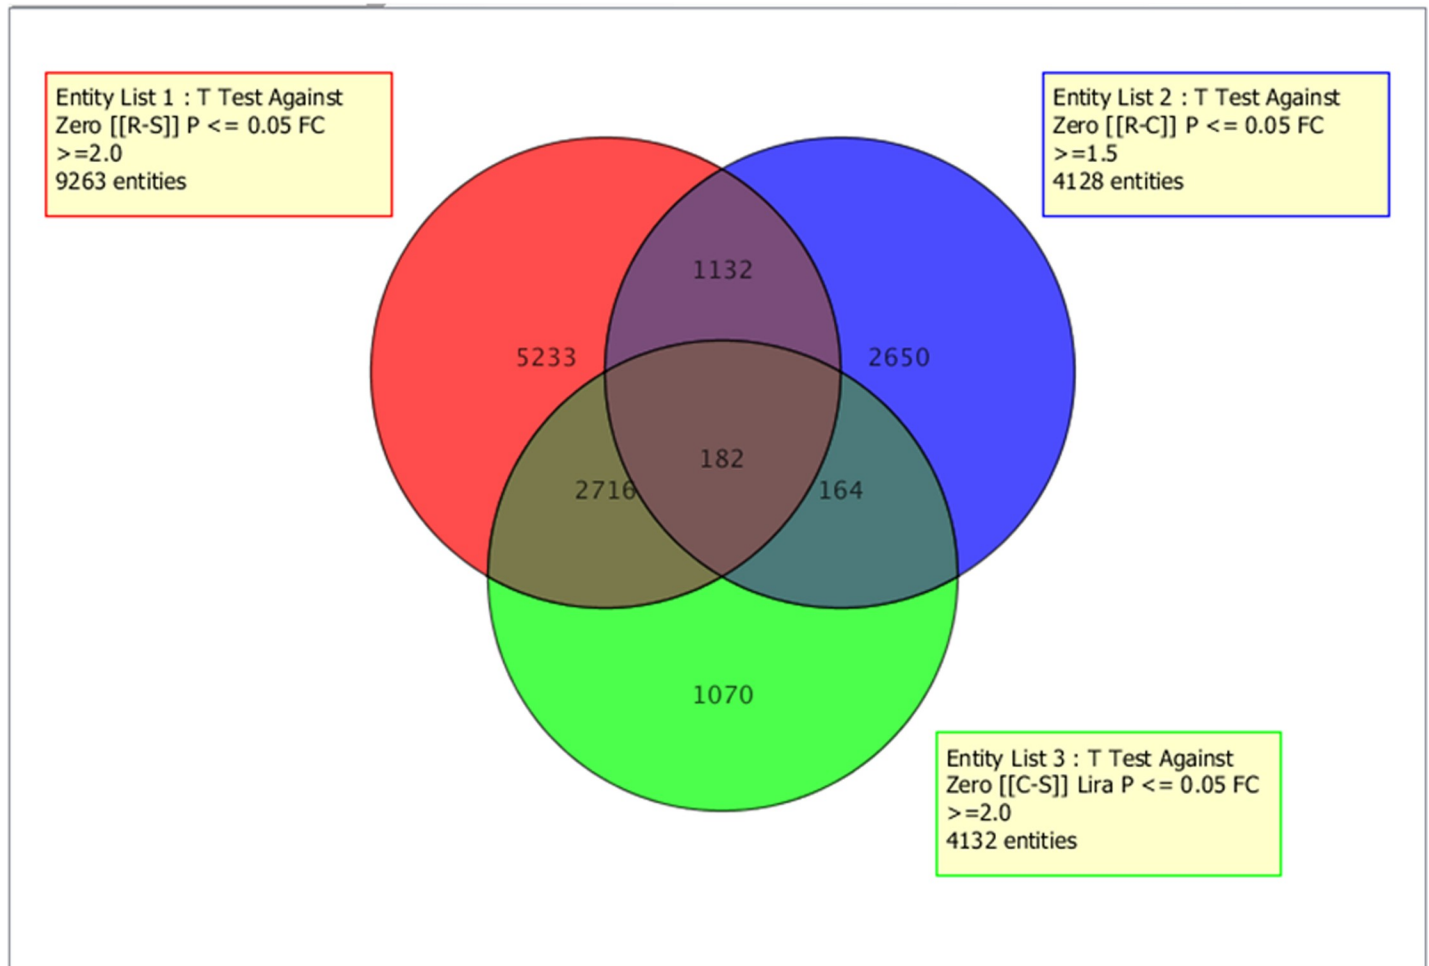 Entity List 1 : T Test Against
Zero [[R-S]] P <= 0.05 FC
>=2.0
9263 entities
Entity List 2 : T Test Against
Zero [[R-C]] P <= 0.05 FC
>=1.5
4128 entities
1132
5233
2650
182
2716
164
1070
Entity List 3 : T Test Against
Zero [[C-S]] Lira P <= 0.05 FC
>=2.0
4132 entities